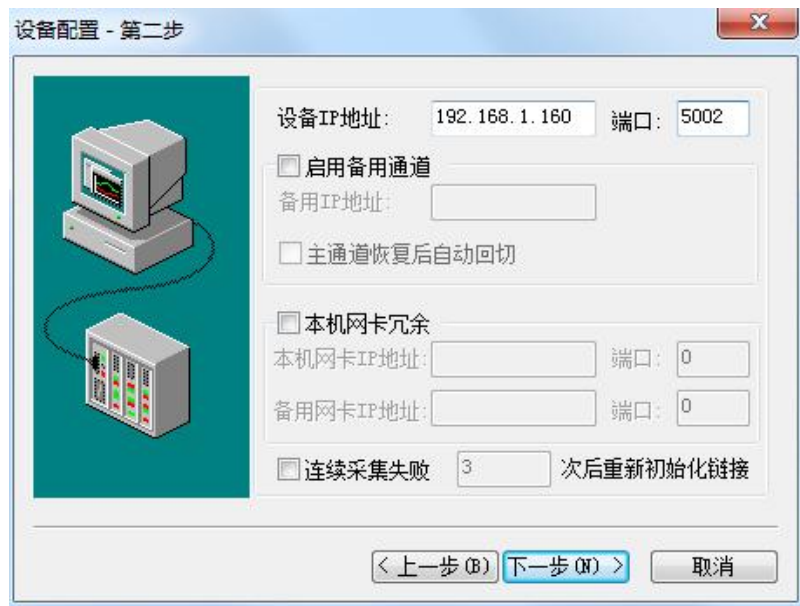 设备配置 - 第二步
设备IP地址: 192.168.1.160 端口: 5002
启用备用通道
备用IP地址:
主通道恢复后自动回切
本机网卡冗余
本机网卡IP地址: 端口: 0
备用网卡IP地址: 端口: 0
连续采集失败 3 次后重新初始化链接
< 上一步(B) 下一步(N) > 取消